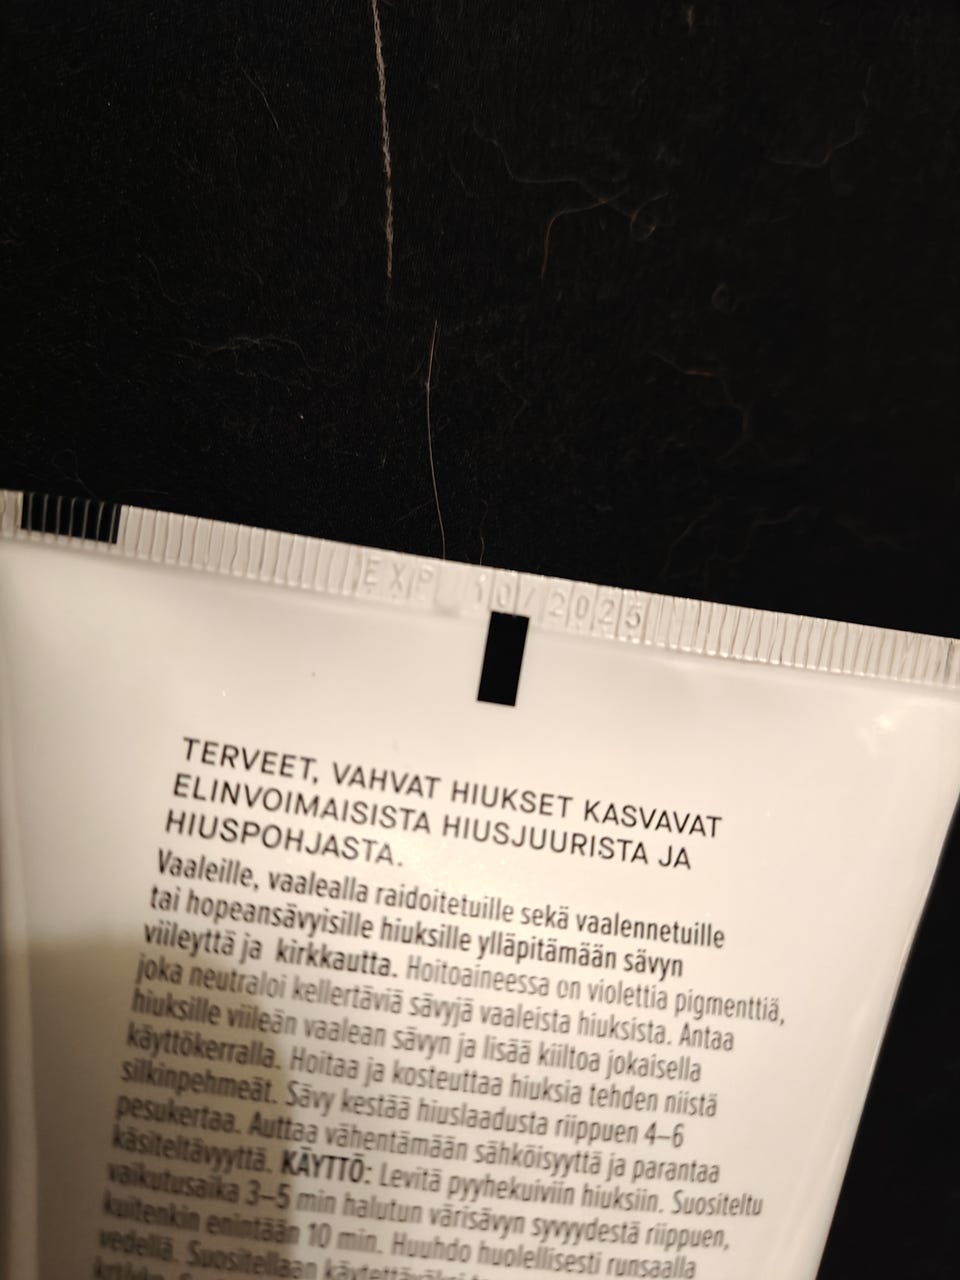 EXP 10/2025
TERVEET, VAHVAT HIUKSET KASVAVAT
ELINVOIMAISISTA HIUSJUURISTA JA
HIUSPOHJASTA.
Vaaleille, vaalealla raidoitetuille sekä vaalennetuille
tai hopeansävyisille hiuksille ylläpitämään sävyn
viileyttä ja kirkkautta. Hoitoaineessa on violettia pigmenttiä,
joka neutraloi kellertäviä sävyjä vaaleista hiuksista. Antaa
hiuksille viileän vaalean sävyn ja lisää kiiltoa jokaisella
käyttökerralla. Hoitaa ja kosteuttaa hiuksia tehden niistä
silkinpehmeät. Sävy kestää hiuslaadusta riippuen 4–6
pesukertaa. Auttaa vähentämään sähköisyyttä ja parantaa
käsiteltävyyttä. KÄYTTÖ: Levitä pyyhekuiviin hiuksiin. Suositeltu
vaikutusaika 3–5 min halutun värisävyn syvyydestä riippuen,
kuitenkin enintään 10 min. Huuhdo huolellisesti runsaalla
vedellä. Suositellaan käytettäväksi